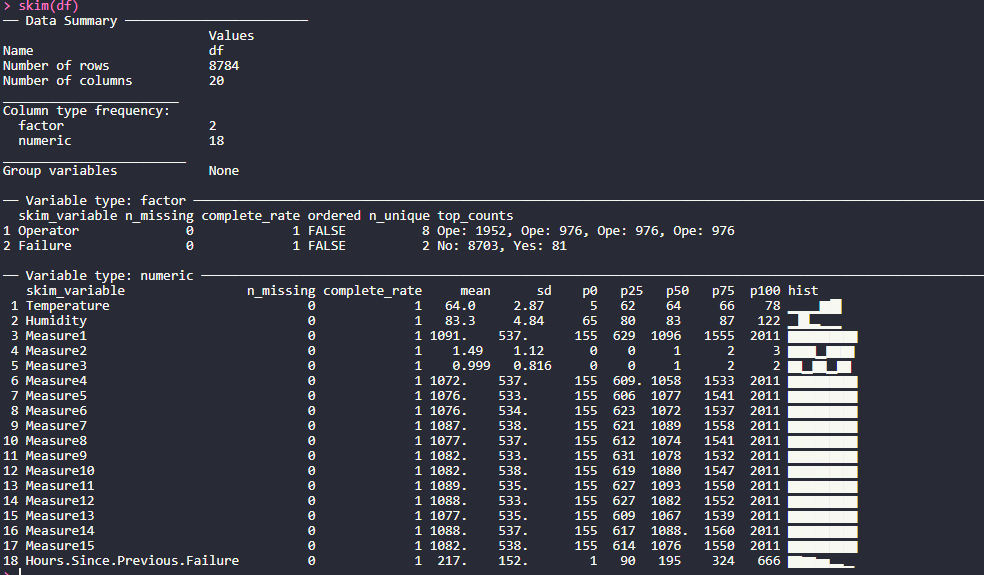 > skim(df)
── Data Summary ────────────────────────
                           Values
Name                       df
Number of rows             8784
Number of columns          20
_______________________
Column type frequency:
  factor                   2
  numeric                  18
________________________
Group variables            None

── Variable type: factor ──────────────────────────────
  skim_variable n_missing complete_rate ordered n_unique top_counts
1 Operator              0             1 FALSE          8 Ope: 1952, Ope: 976, Ope: 976, Ope: 976
2 Failure               0             1 FALSE          2 No: 8703, Yes: 81

── Variable type: numeric ──────────────────────────────
   skim_variable                n_missing complete_rate     mean      sd    p0   p25   p50   p75  p100 hist
 1 Temperature                          0             1   64.0     2.87      5   62    64     66    78
 2 Humidity                             0             1   83.3     4.84     65   80    83     87   122
 3 Measure1                             0             1 1091.    537.      155  629  1096   1555  2011
 4 Measure2                             0             1    1.49    1.12      0    0     1      2     3
 5 Measure3                             0             1    0.999   0.816     0    0     1      2     2
 6 Measure4                             0             1 1072.    537.      155  609. 1058   1533  2011
 7 Measure5                             0             1 1076.    533.      155  606  1077   1541  2011
 8 Measure6                             0             1 1076.    534.      155  623  1072   1537  2011
 9 Measure7                             0             1 1087.    538.      155  621  1089   1558  2011
10 Measure8                             0             1 1077.    537.      155  612  1074   1541  2011
11 Measure9                             0             1 1082.    533.      155  631  1078   1532  2011
12 Measure10                            0             1 1082.    538.      155  619  1080   1547  2011
13 Measure11                            0             1 1089.    535.      155  627  1093   1550  2011
14 Measure12                            0             1 1088.    533.      155  627  1082   1552  2011
15 Measure13                            0             1 1077.    535.      155  609  1067   1539  2011
16 Measure14                            0             1 1088.    537.      155  617  1088.  1560  2011
17 Measure15                            0             1 1082.    538.      155  614  1076   1550  2011
18 Hours.Since.Previous.Failure         0             1  217.    152.        1   90   195    324   666
>